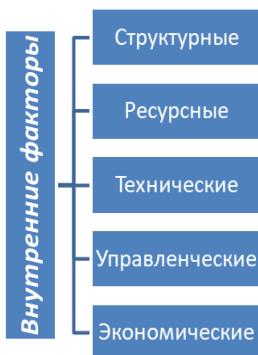 Внутренние факторы
Структурные
Ресурсные
Технические
Управленческие
Экономические